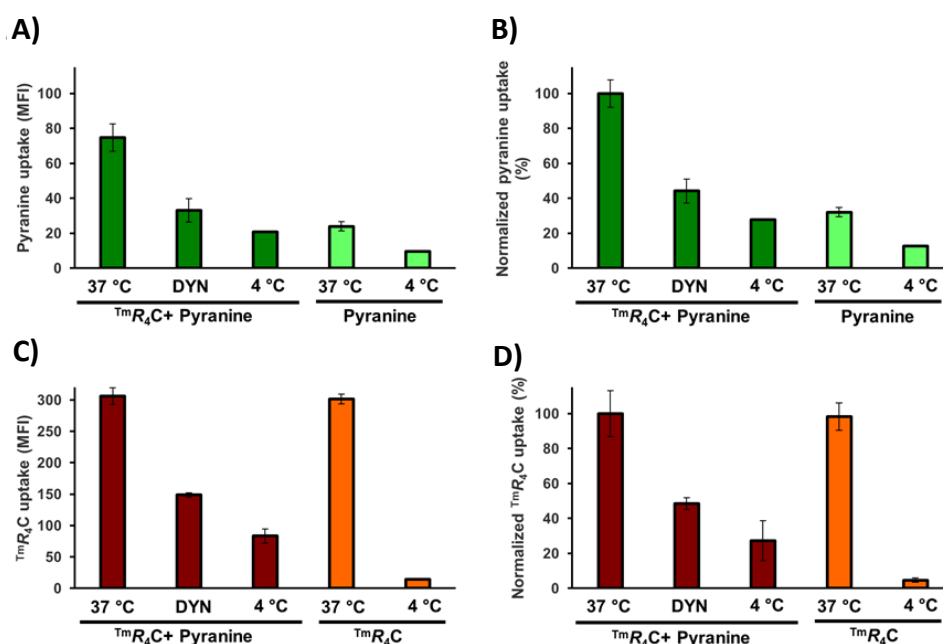 A)
Pyranine uptake (MFI)
100
80
60
40
20
0
37 °C DYN 4 °C 37 °C 4 °C
ᵀᵐR₄C+ Pyranine Pyranine
B)
Normalized pyranine uptake
(%)
100
80
60
40
20
0
37 °C DYN 4 °C 37 °C 4 °C
ᵀᵐR₄C+ Pyranine Pyranine
C)
ᵀᵐR₄C uptake (MFI)
300
250
200
150
100
50
0
37 °C DYN 4 °C 37 °C 4 °C
ᵀᵐR₄C+ Pyranine ᵀᵐR₄C
D)
Normalized ᵀᵐR₄C uptake (%)
100
80
60
40
20
0
37 °C DYN 4 °C 37 °C 4 °C
ᵀᵐR₄C+ Pyranine ᵀᵐR₄C